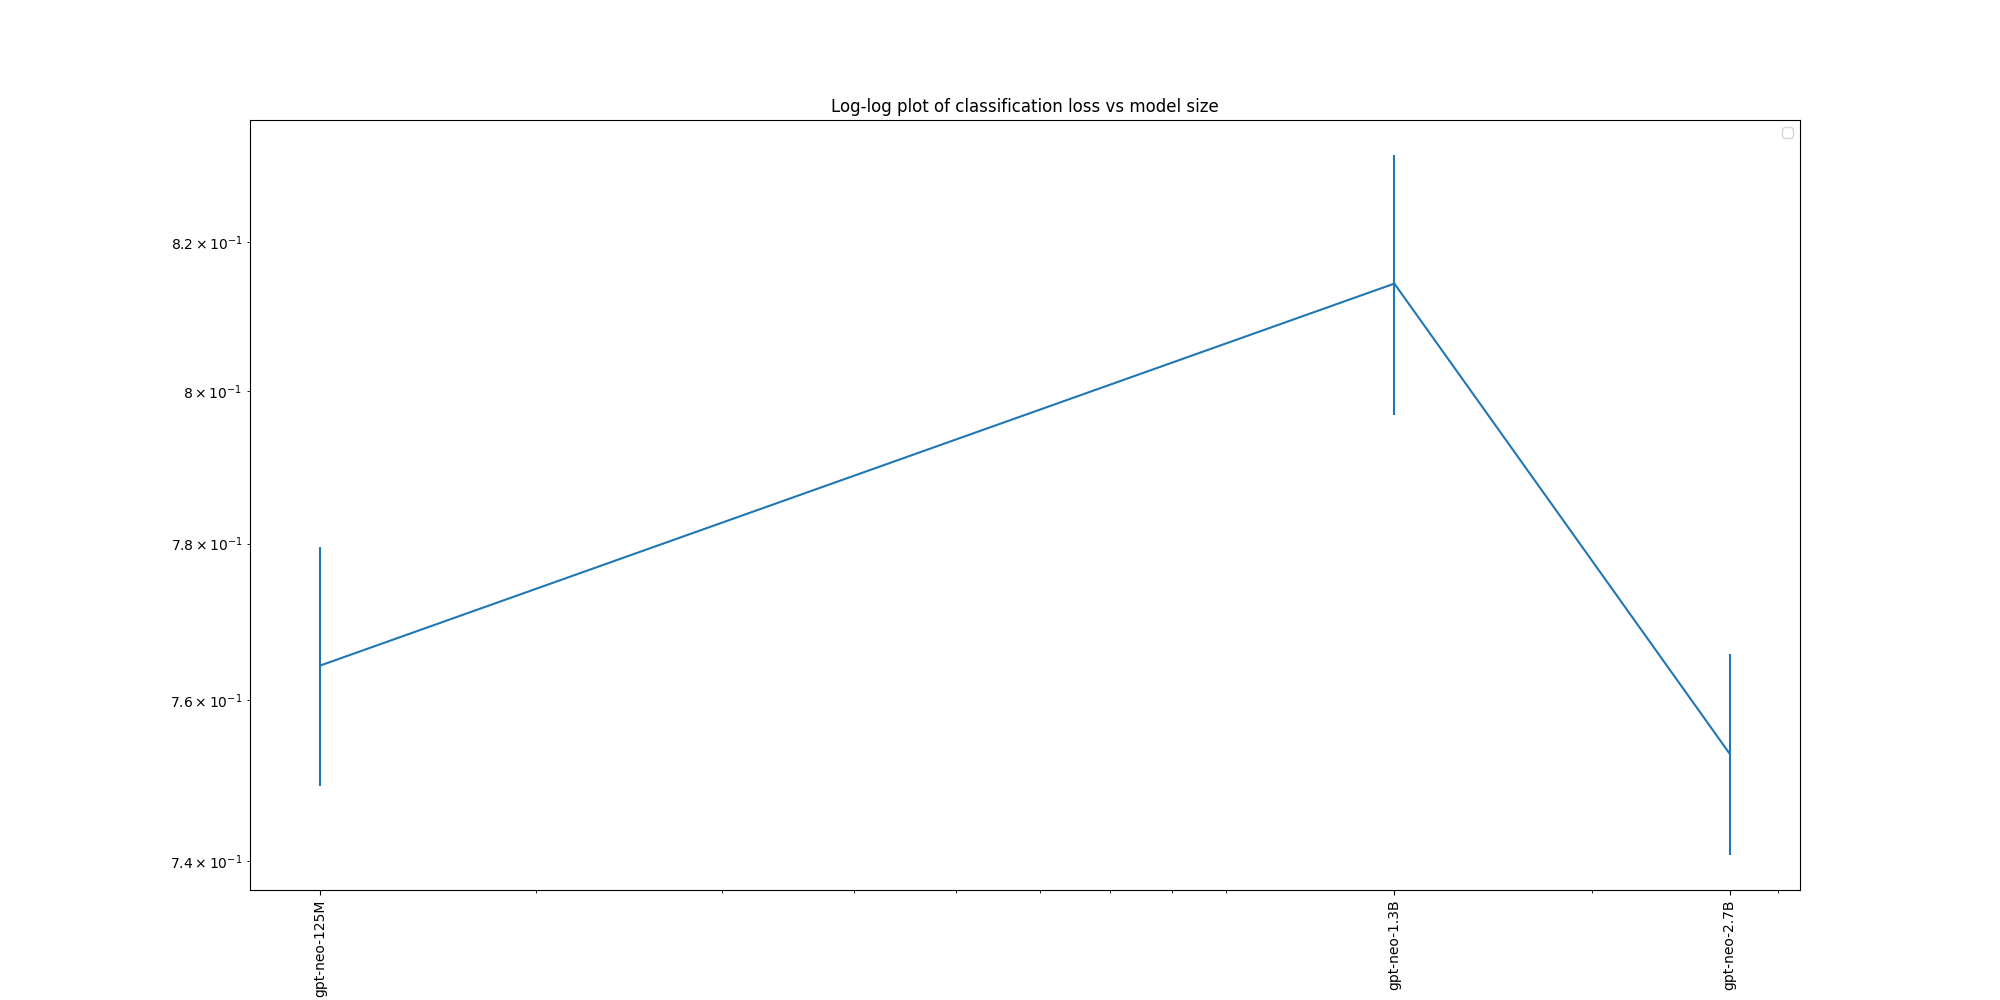 Log-log plot of classification loss vs model size
8.2 × 10⁻¹
8 × 10⁻¹
7.8 × 10⁻¹
7.6 × 10⁻¹
7.4 × 10⁻¹
gpt-neo-125M
gpt-neo-1.3B
gpt-neo-2.7B